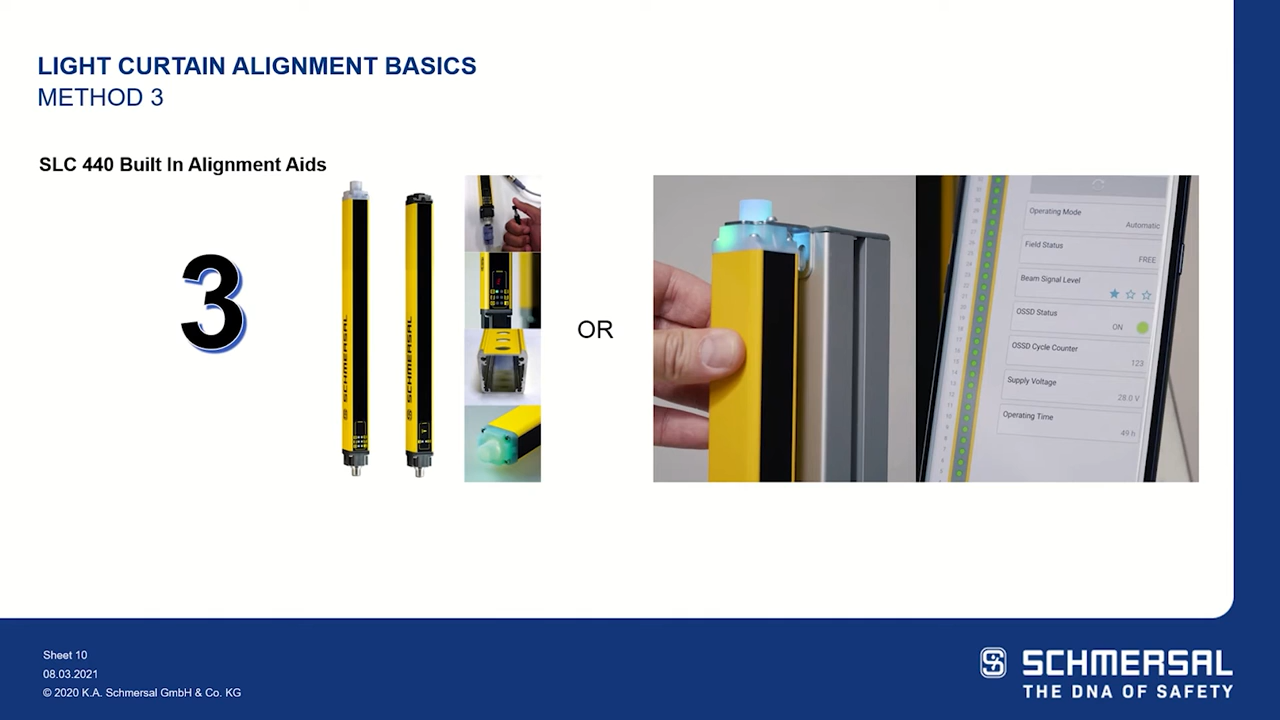 LIGHT CURTAIN ALIGNMENT BASICS
METHOD 3
SLC 440 Built In Alignment Aids
3
SCHMERSAL
SCHMERSAL
OR
Operating Mode
Automatic
Field Status
FREE
Beam Signal Level
OSSD Status
ON
OSSD Cycle Counter
123
Supply Voltage
28.0 V
Operating Time
49 h
Sheet 10
08.03.2021
© 2020 K.A. Schmersal GmbH & Co. KG
SCHMERSAL
THE DNA OF SAFETY